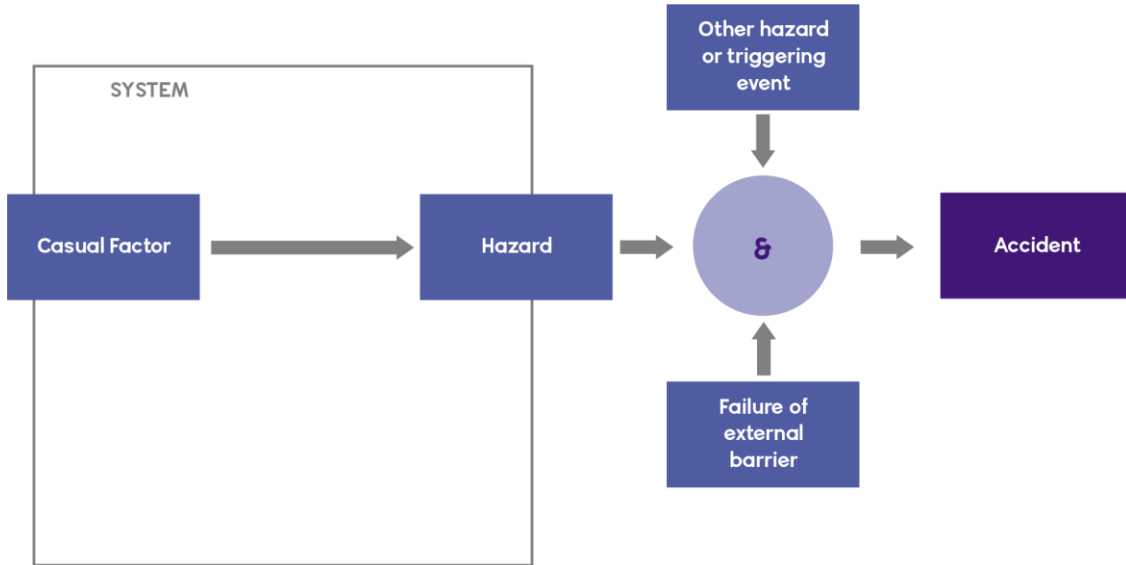 Other hazard
or triggering
event
SYSTEM
Casual Factor
Hazard
&
Accident
Failure of
external
barrier